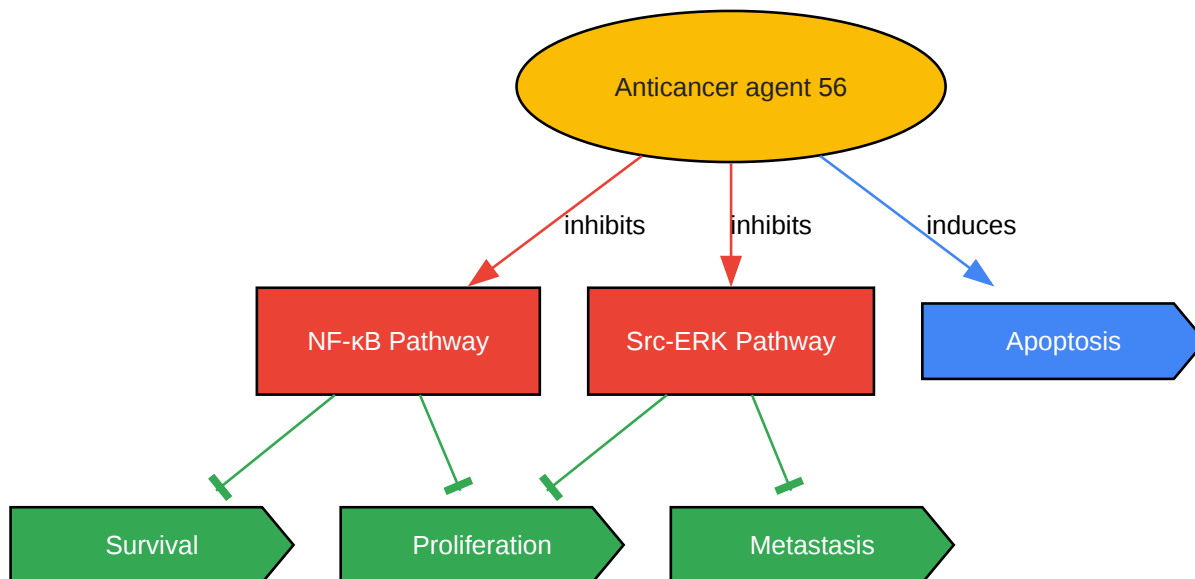 Anticancer agent 56
inhibits
inhibits
induces
NF-κB Pathway
Src-ERK Pathway
Apoptosis
Survival
Proliferation
Metastasis